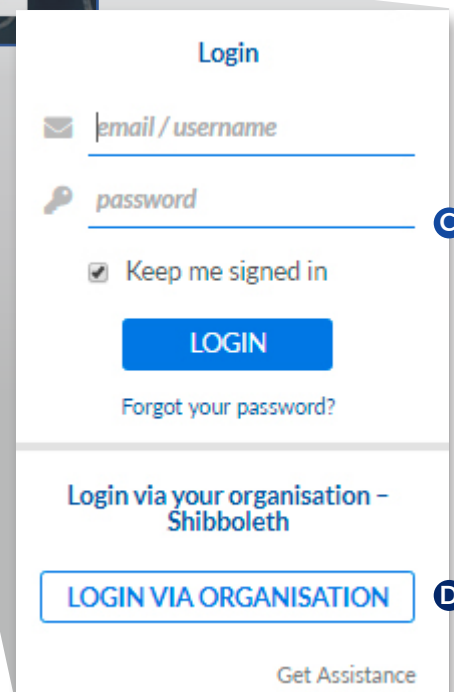 Login
email / username
password
C
Keep me signed in
LOGIN
Forgot your password?
Login via your organisation –
Shibboleth
LOGIN VIA ORGANISATION
D
Get Assistance